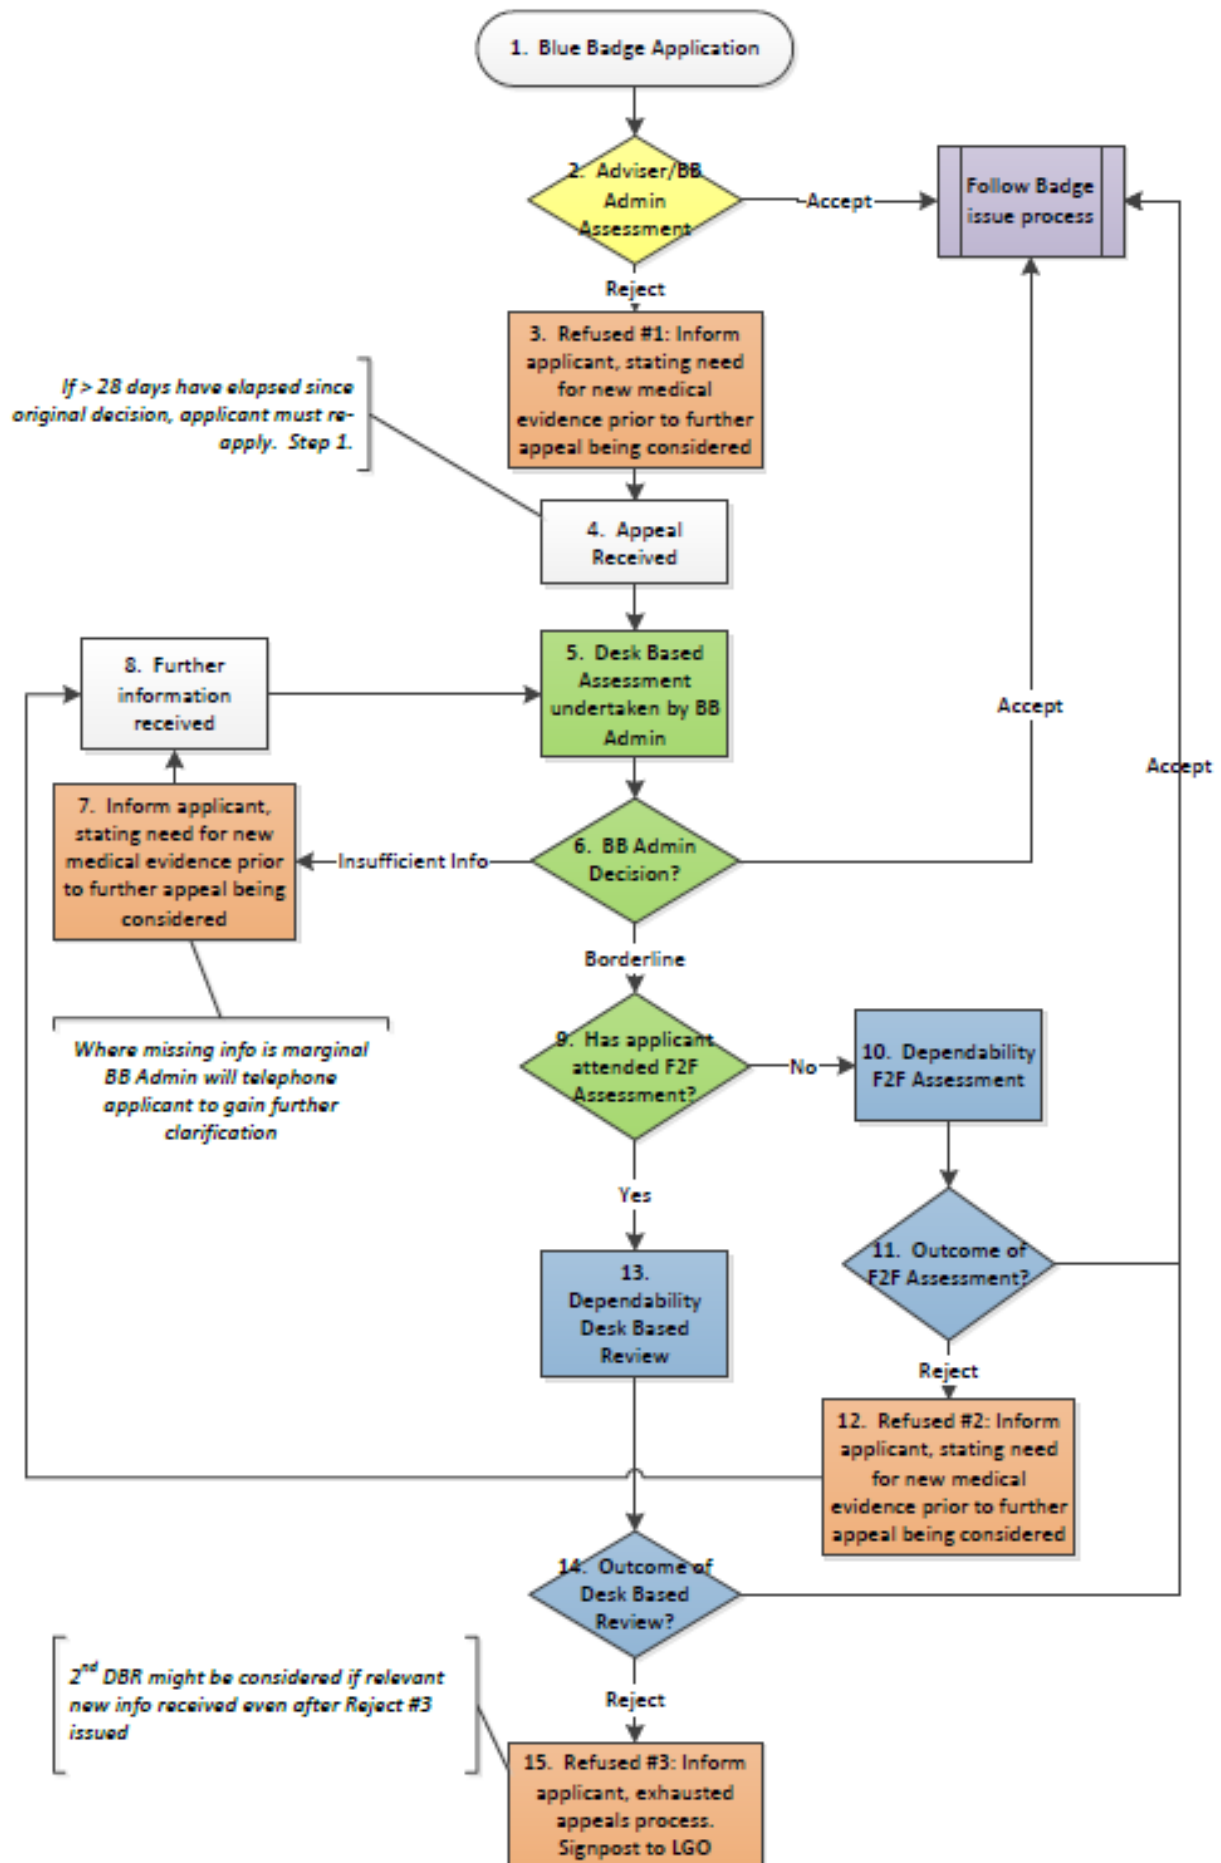 1. Blue Badge Application
2. Adviser/BB
Admin
Assessment
Accept
Follow Badge
issue process
Reject
3. Refused #1: Inform
applicant, stating need
for new medical
evidence prior to further
appeal being considered
If > 28 days have elapsed since
original decision, applicant must re-
apply. Step 1.
4. Appeal
Received
5. Desk Based
Assessment
undertaken by BB
Admin
8. Further
information
received
Accept
Accept
7. Inform applicant,
stating need for new
medical evidence prior
to further appeal being
considered
Insufficient Info
6. BB Admin
Decision?
Borderline
Where missing info is marginal
BB Admin will telephone
applicant to gain further
clarification
9. Has applicant
attended F2F
Assessment?
No
10. Dependability
F2F Assessment
Yes
11. Outcome of
F2F Assessment?
13.
Dependability
Desk Based
Review
Reject
12. Refused #2: Inform
applicant, stating need
for new medical
evidence prior to further
appeal being considered
14. Outcome of
Desk Based
Review?
2nd DBR might be considered if relevant
new info received even after Reject #3
issued
Reject
15. Refused #3: Inform
applicant, exhausted
appeals process.
Signpost to LGO